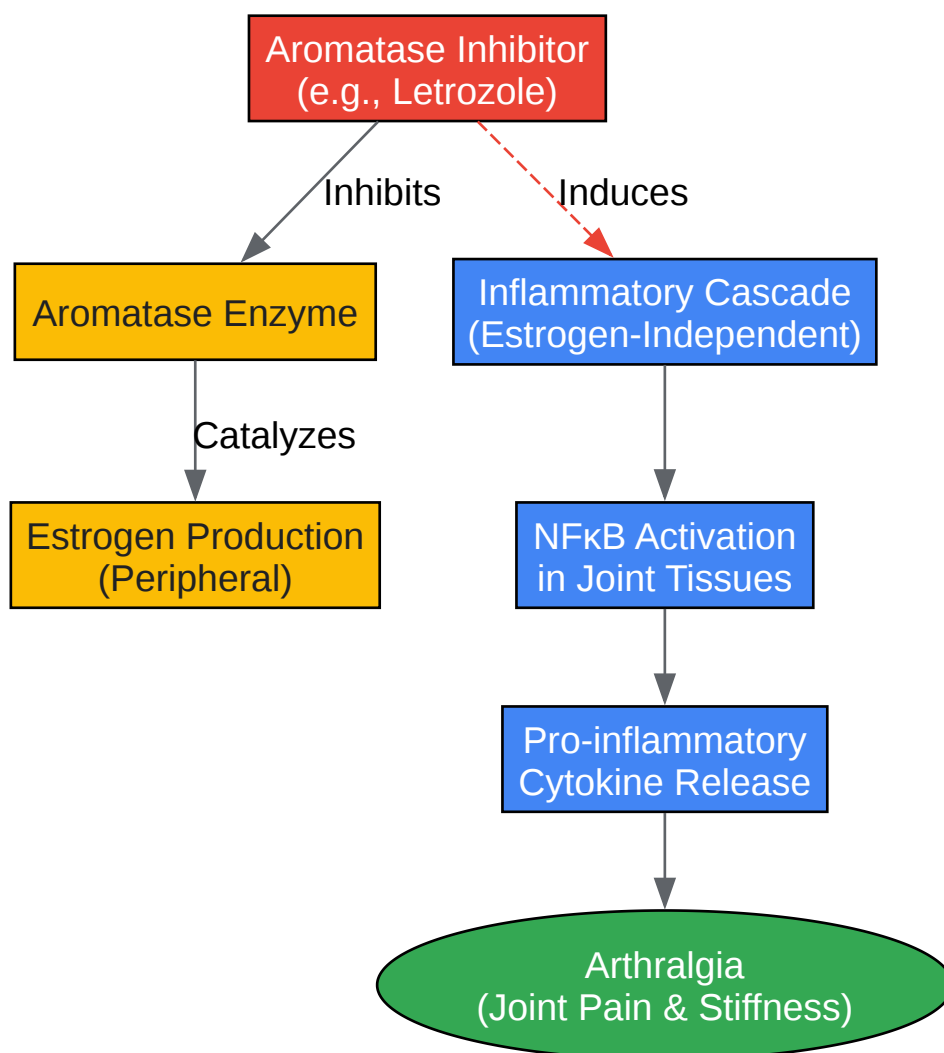 Aromatase Inhibitor
(e.g., Letrozole)
Inhibits
Induces
Aromatase Enzyme
Inflammatory Cascade
(Estrogen-Independent)
Catalyzes
Estrogen Production
(Peripheral)
NFκB Activation
in Joint Tissues
Pro-inflammatory
Cytokine Release
Arthralgia
(Joint Pain & Stiffness)